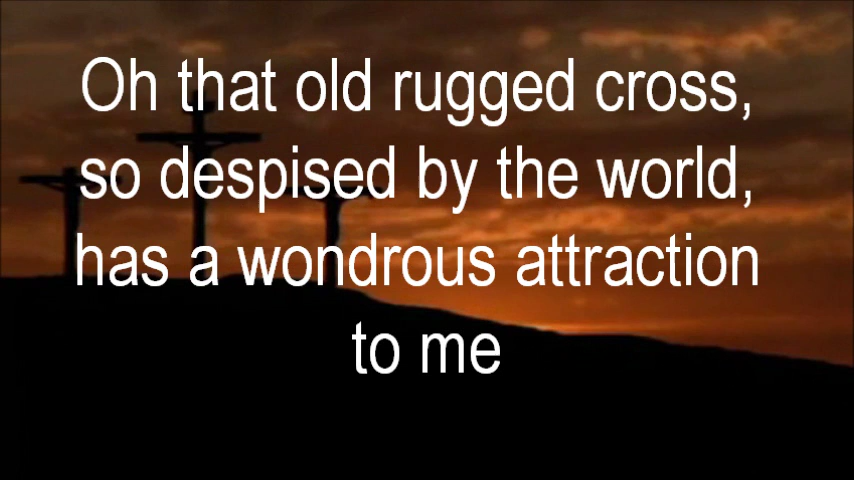 Oh that old rugged cross,
so despised by the world,
has a wondrous attraction
to me